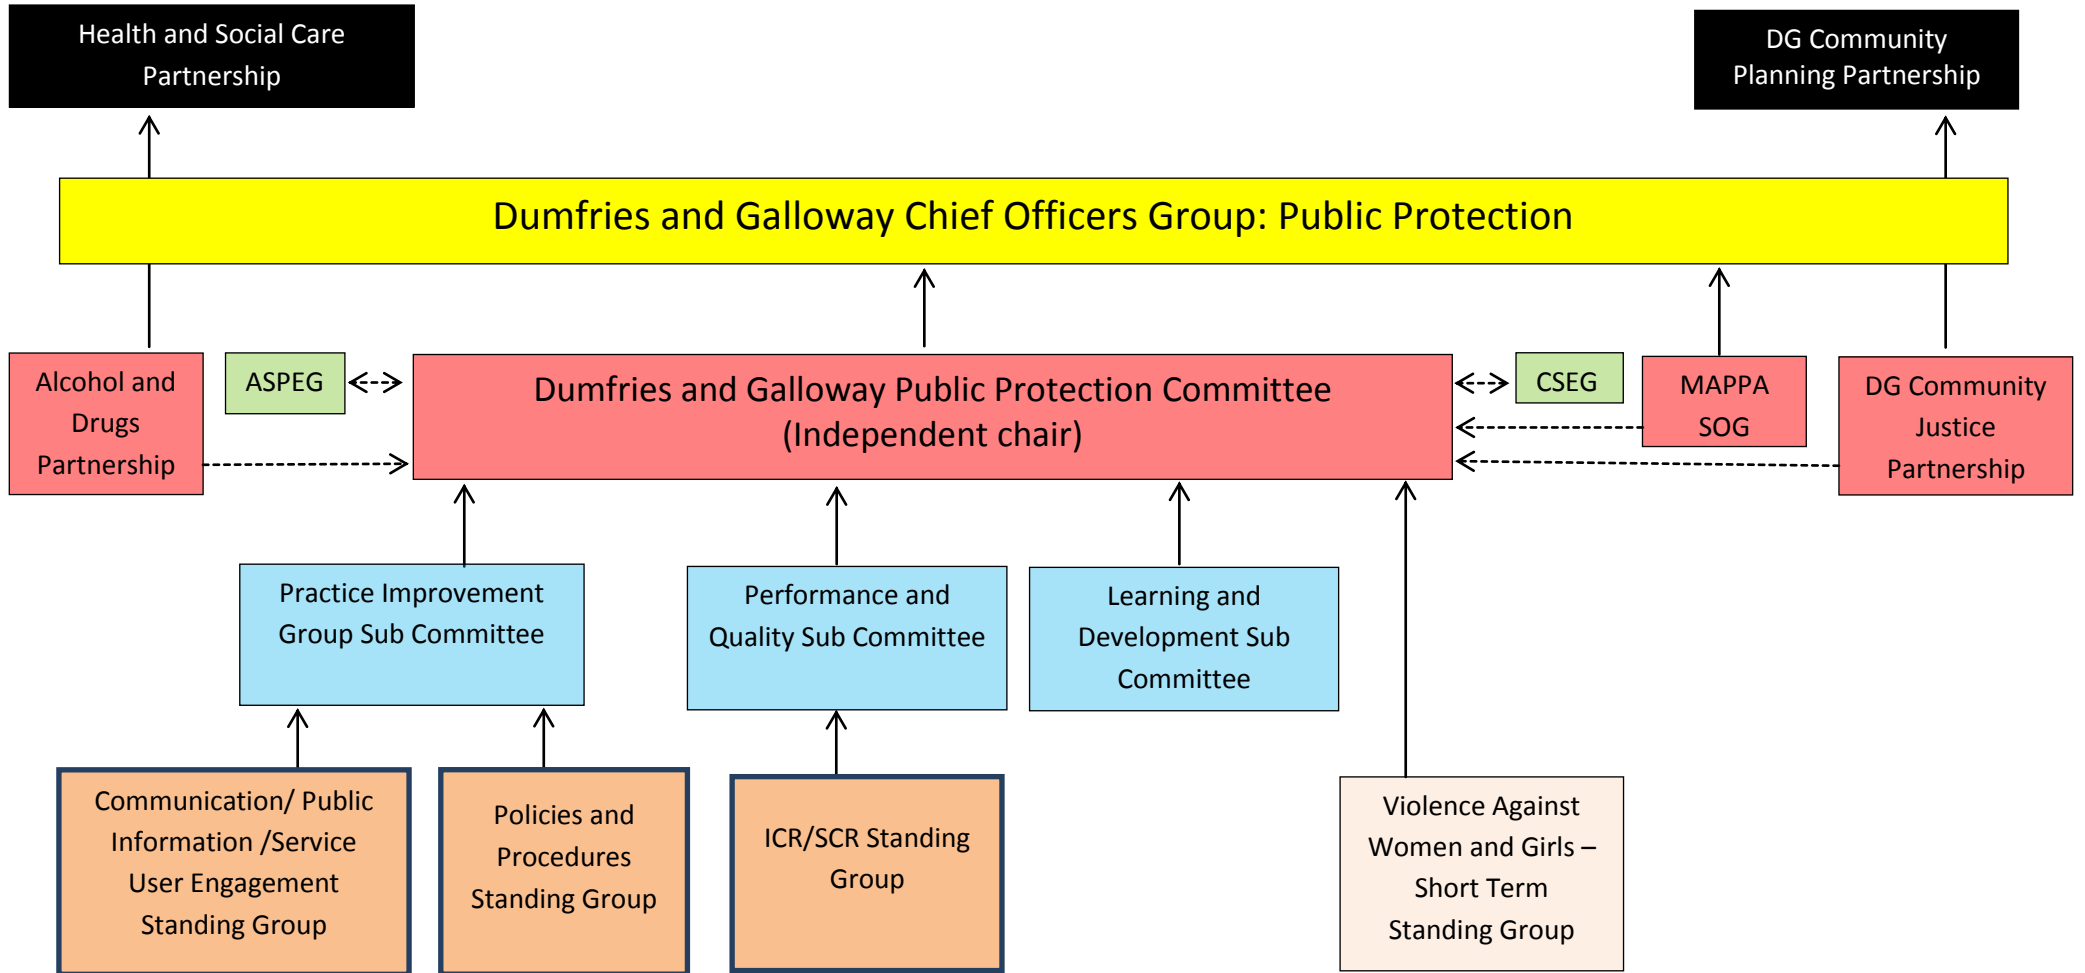 Health and Social Care
Partnership
DG Community
Planning Partnership
Dumfries and Galloway Chief Officers Group: Public Protection
Alcohol and
Drugs
Partnership
ASPEG
Dumfries and Galloway Public Protection Committee
(Independent chair)
CSEG
MAPPA
SOG
DG Community
Justice
Partnership
Practice Improvement
Group Sub Committee
Performance and
Quality Sub Committee
Learning and
Development Sub
Committee
Communication/ Public
Information /Service
User Engagement
Standing Group
Policies and
Procedures
Standing Group
ICR/SCR Standing
Group
Violence Against
Women and Girls –
Short Term
Standing Group